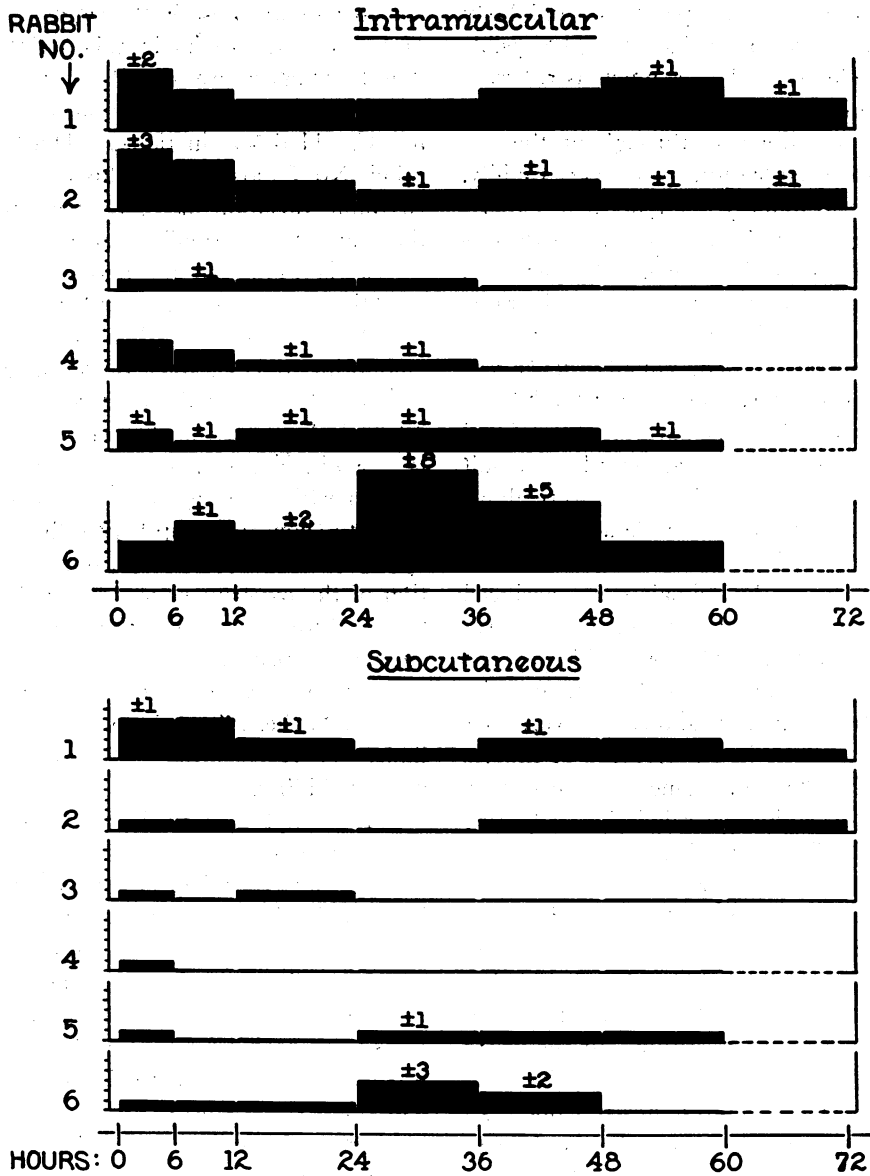 RABBIT NO.
Intramuscular
1 ±2 ±1 ±1
2 ±3 ±1 ±1 ±1 ±1
3 ±1
4 ±1 ±1
5 ±1 ±1 ±1 ±1 ±1
6 ±1 ±2 ±8 ±5
0 6 12 24 36 48 60 72
Subcutaneous
1 ±1 ±1 ±1
2
3
4
5 ±1
6 ±3 ±2
HOURS: 0 6 12 24 36 48 60 72